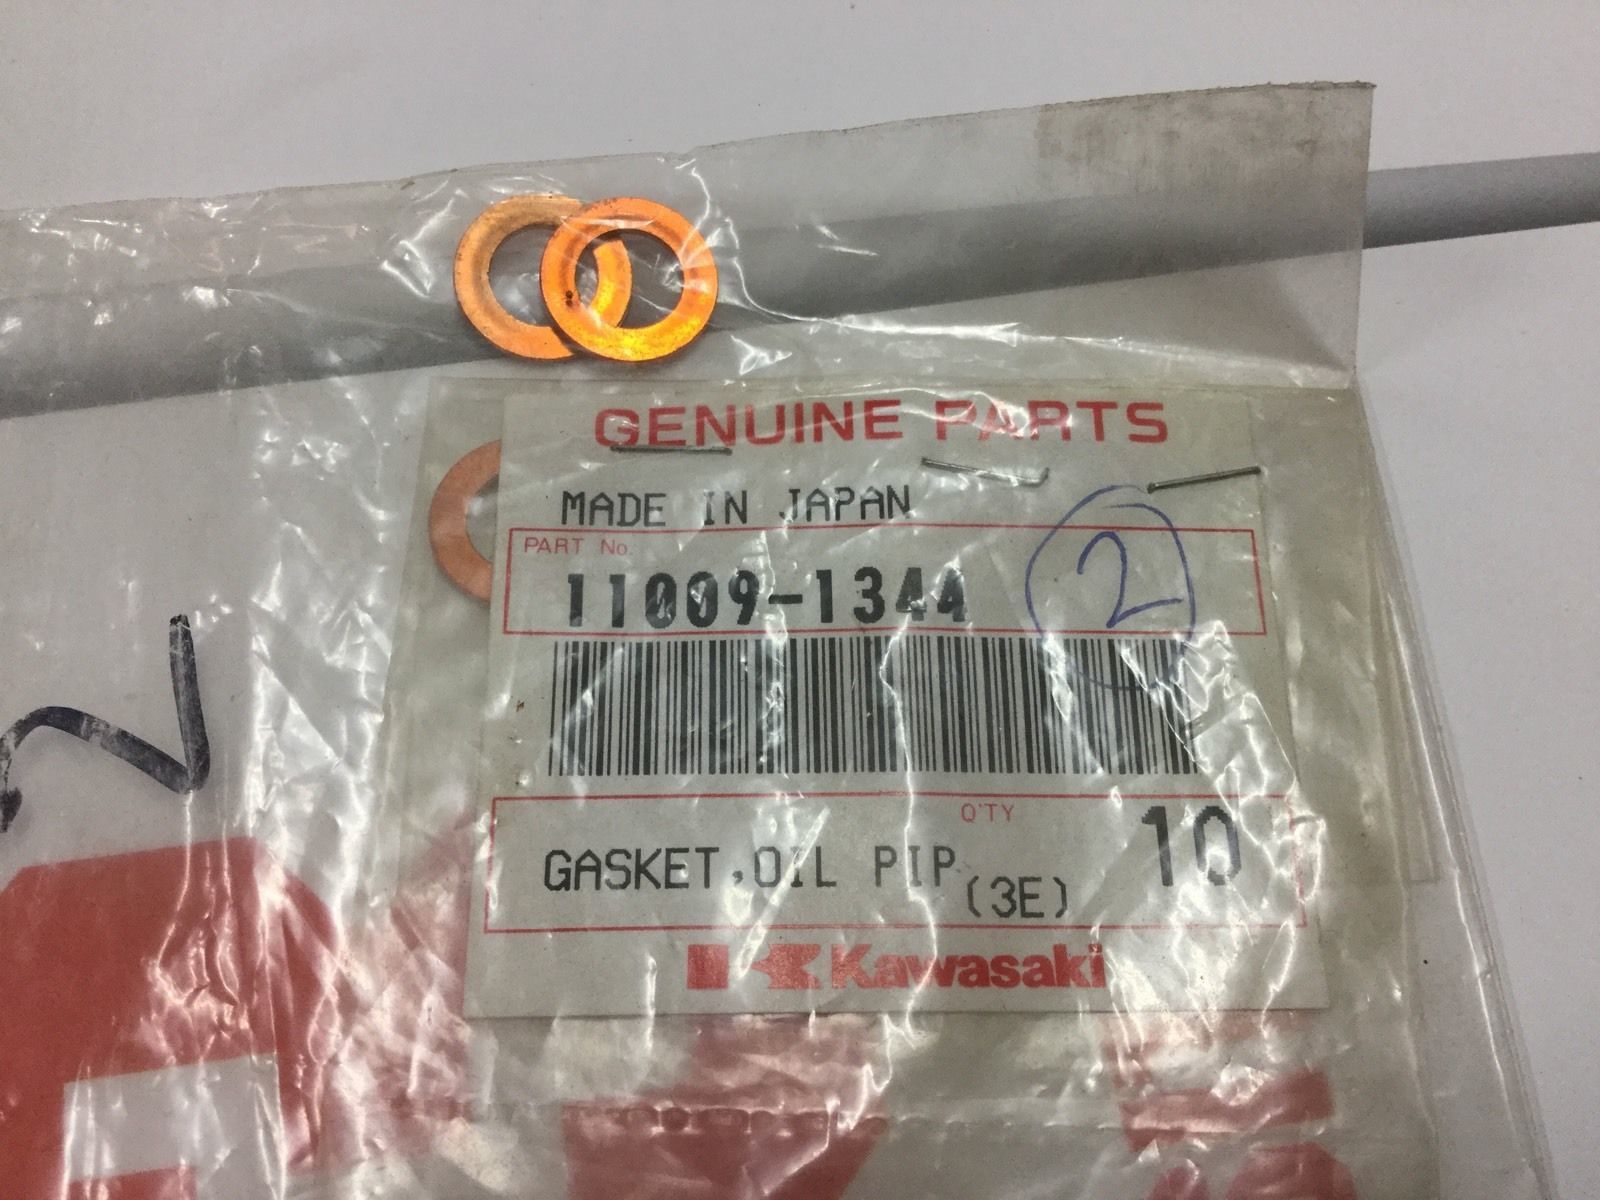 GENUINE PARTS
MADE IN JAPAN
PART No.
11009-1344
2
Q'TY
GASKET,OIL PIP (3E) 10
Kawasaki